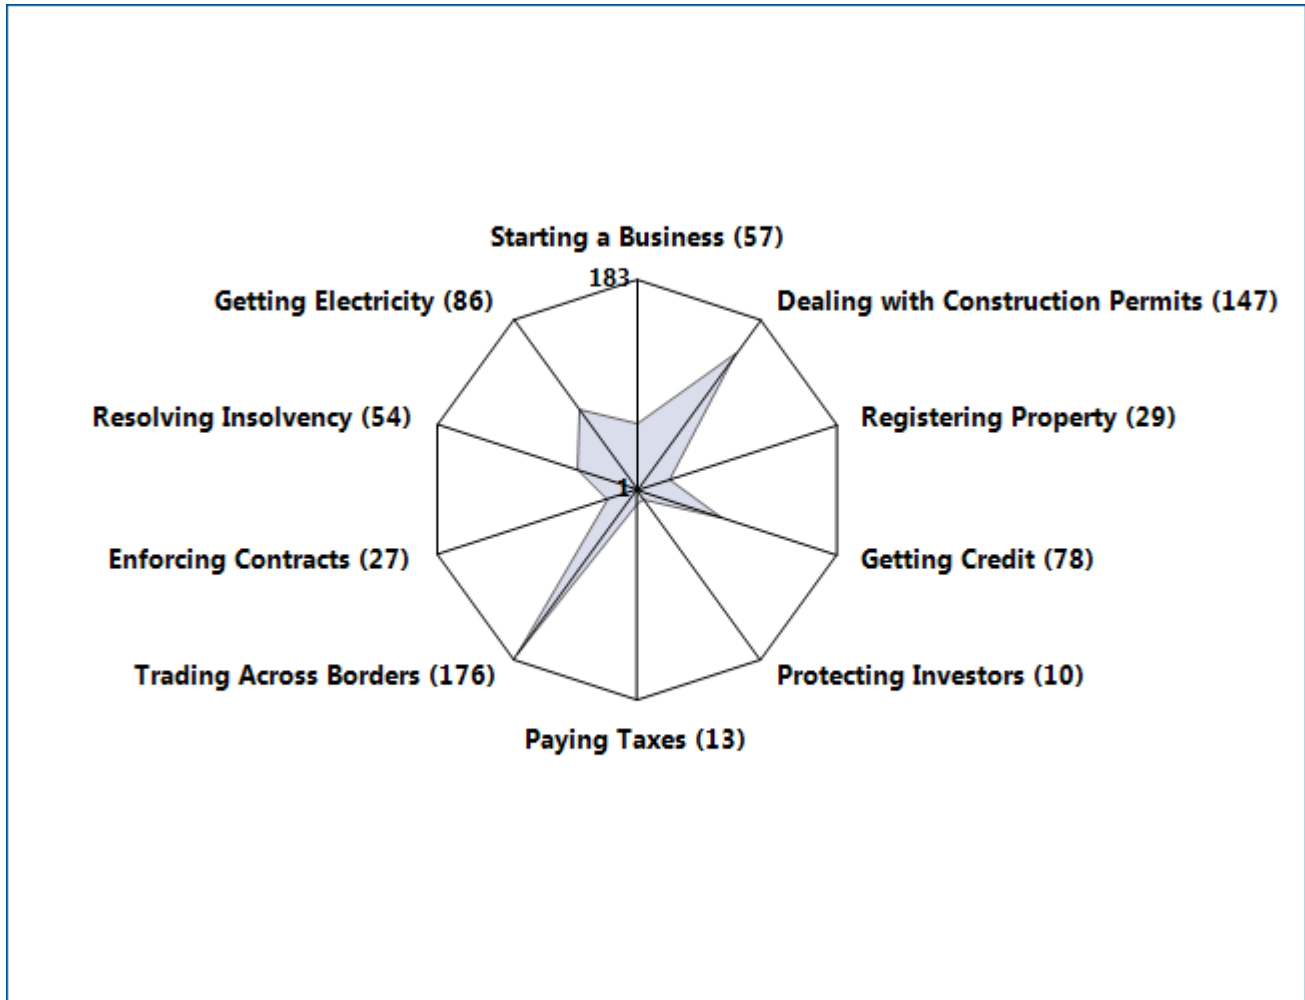 Starting a Business (57)
183
Getting Electricity (86)
Dealing with Construction Permits (147)
Resolving Insolvency (54)
Registering Property (29)
1
Enforcing Contracts (27)
Getting Credit (78)
Trading Across Borders (176)
Protecting Investors (10)
Paying Taxes (13)